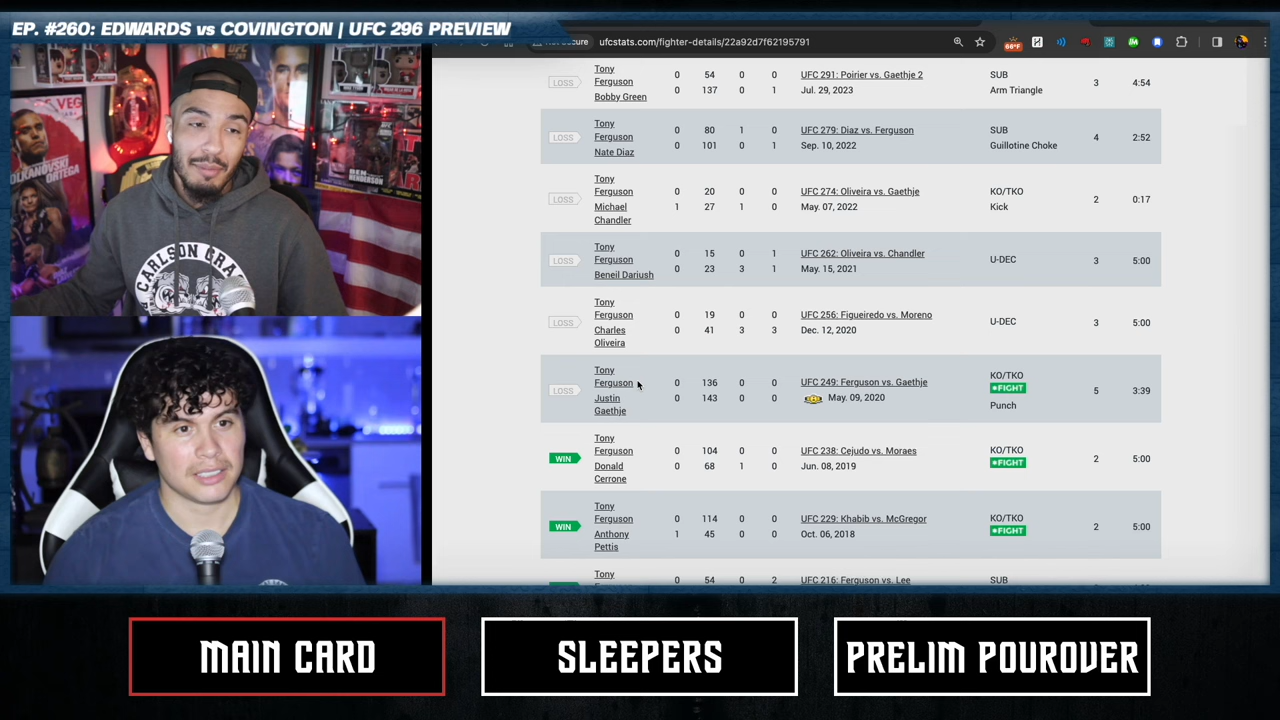 EP. #260: EDWARDS vs COVINGTON | UFC 296 PREVIEW
ufcstats.com/fighter-details/22a92d7f62195791
66°F
VEGAS
VOLKANOVSKI
ORTEGA
BEN HENDERSON
CARLSON GRA
LOSS
Tony
Ferguson
Bobby Green
0 54 0 0
0 137 0 1
UFC 291: Poirier vs. Gaethje 2
Jul. 29, 2023
SUB
Arm Triangle
3 4:54
LOSS
Tony
Ferguson
Nate Diaz
0 80 1 0
0 101 0 1
UFC 279: Diaz vs. Ferguson
Sep. 10, 2022
SUB
Guillotine Choke
4 2:52
LOSS
Tony
Ferguson
Michael
Chandler
0 20 0 0
1 27 1 0
UFC 274: Oliveira vs. Gaethje
May. 07, 2022
KO/TKO
Kick
2 0:17
LOSS
Tony
Ferguson
Beneil Dariush
0 15 0 1
0 23 3 1
UFC 262: Oliveira vs. Chandler
May. 15, 2021
U-DEC
3 5:00
LOSS
Tony
Ferguson
Charles
Oliveira
0 19 0 0
0 41 3 3
UFC 256: Figueiredo vs. Moreno
Dec. 12, 2020
U-DEC
3 5:00
LOSS
Tony
Ferguson
Justin
Gaethje
0 136 0 0
0 143 0 0
UFC 249: Ferguson vs. Gaethje
May. 09, 2020
KO/TKO
FIGHT
Punch
5 3:39
WIN
Tony
Ferguson
Donald
Cerrone
0 104 0 0
0 68 1 0
UFC 238: Cejudo vs. Moraes
Jun. 08, 2019
KO/TKO
FIGHT
2 5:00
WIN
Tony
Ferguson
Anthony
Pettis
0 114 0 0
1 45 0 0
UFC 229: Khabib vs. McGregor
Oct. 06, 2018
KO/TKO
FIGHT
2 5:00
Tony
0 54 0 2
UFC 216: Ferguson vs. Lee
SUB
MAIN CARD
SLEEPERS
PRELIM POUROVER